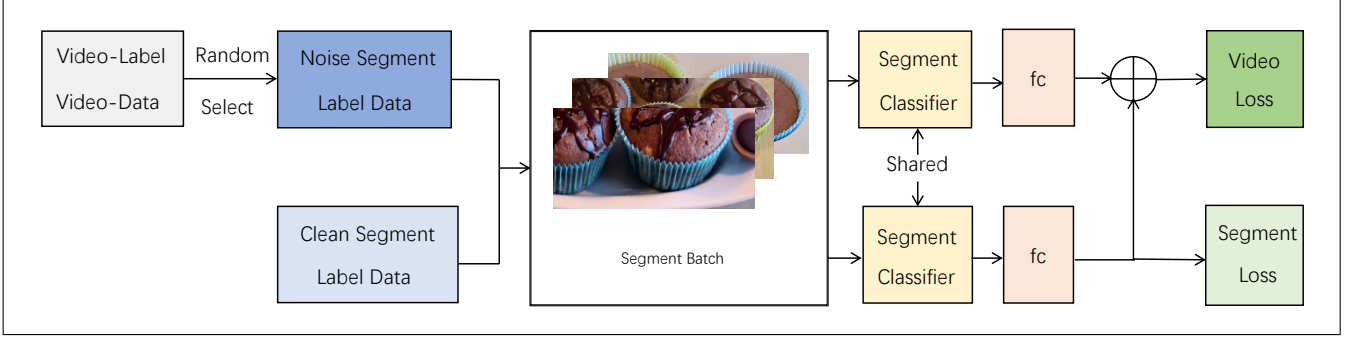 Video-Label
Video-Data
Random
Select
Noise Segment
Label Data
Clean Segment
Label Data
Segment Batch
Segment
Classifier
fc
Shared
Segment
Classifier
fc
Video
Loss
Segment
Loss